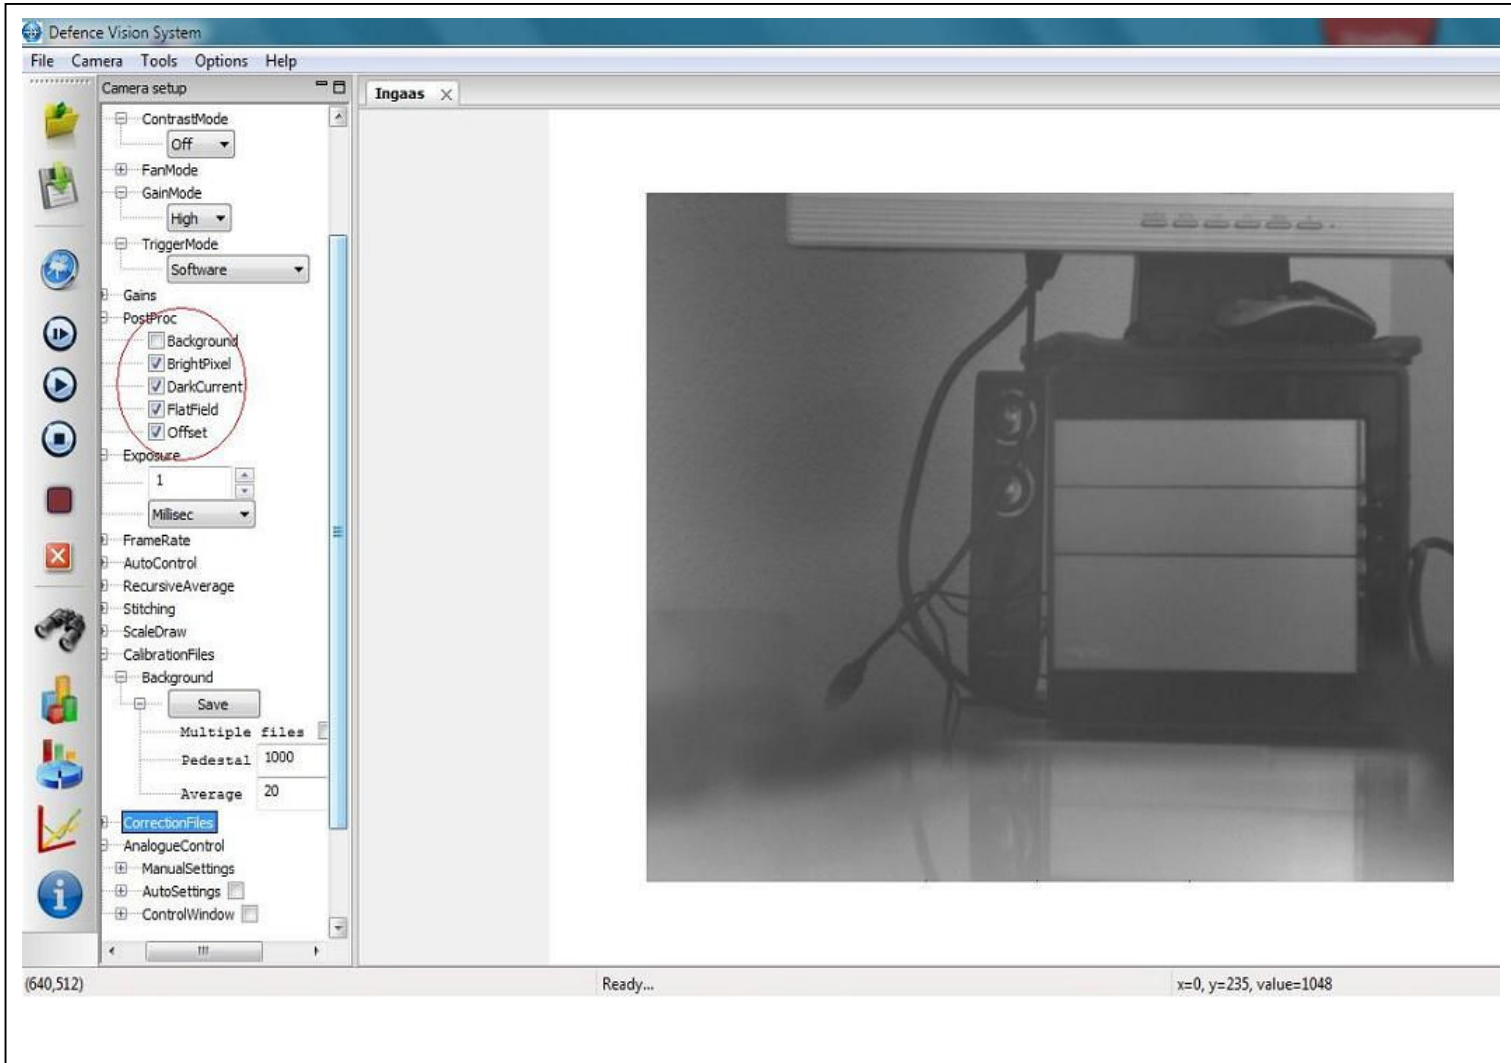 Defence Vision System
File Camera Tools Options Help
Camera setup
Ingaas
ContrastMode
Off
FanMode
GainMode
High
TriggerMode
Software
Gains
PostProc
Background
BrightPixel
DarkCurrent
FlatField
Offset
Exposure
1
Milisec
FrameRate
AutoControl
RecursiveAverage
Stitching
ScaleDraw
CalibrationFiles
Background
Save
Multiple files
Pedestal 1000
Average 20
CorrectionFiles
AnalogueControl
ManualSettings
AutoSettings
ControlWindow
(640,512) Ready... x=0, y=235, value=1048